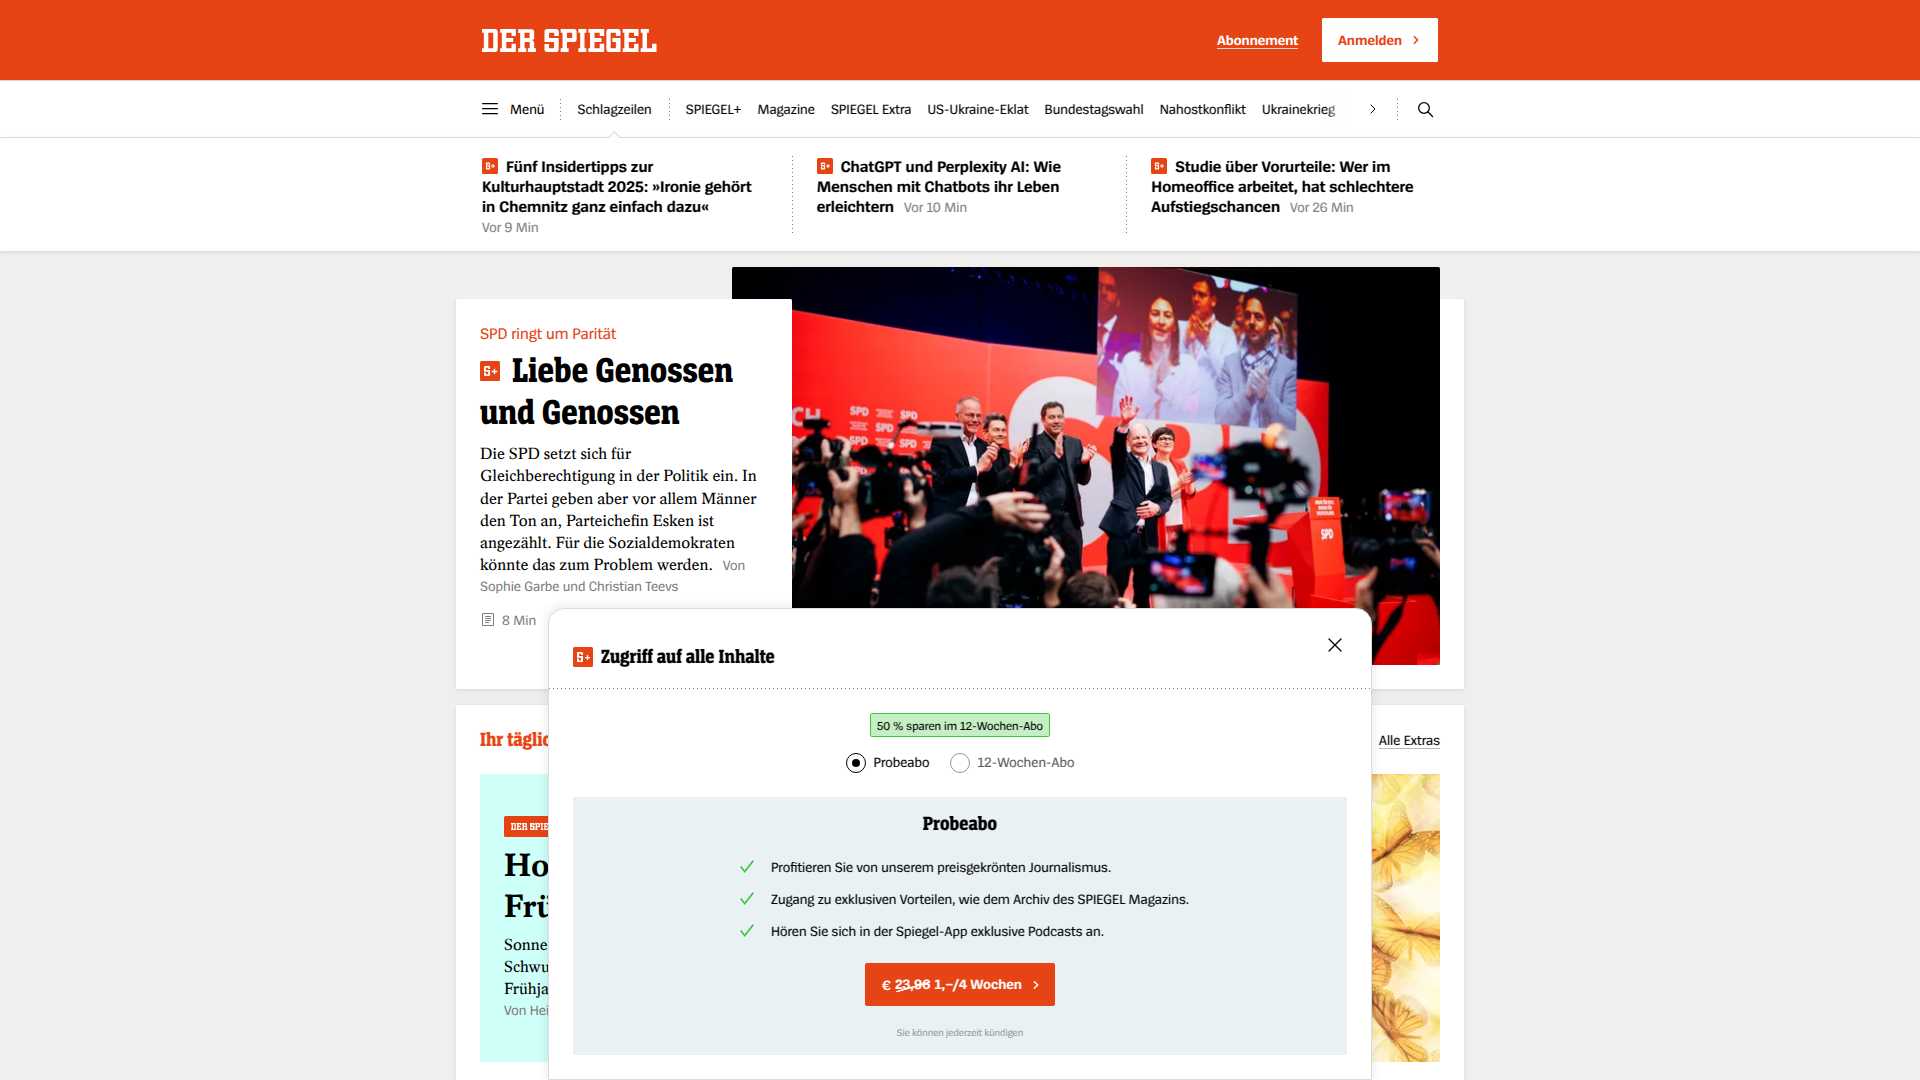 DER SPIEGEL
Abonnement
Anmelden
Menü
Schlagzeilen
SPIEGEL+
Magazine
SPIEGEL Extra
US-Ukraine-Eklat
Bundestagswahl
Nahostkonflikt
Ukrainekrieg
Fünf Insidertipps zur
Kulturhauptstadt 2025: »Ironie gehört
in Chemnitz ganz einfach dazu«
Vor 9 Min
ChatGPT und Perplexity AI: Wie
Menschen mit Chatbots ihr Leben
erleichtern Vor 10 Min
Studie über Vorurteile: Wer im
Homeoffice arbeitet, hat schlechtere
Aufstiegschancen Vor 26 Min
SPD ringt um Parität
Liebe Genossen
und Genossen
Die SPD setzt sich für
Gleichberechtigung in der Politik ein. In
der Partei geben aber vor allem Männer
den Ton an, Parteichefin Esken ist
angezählt. Für die Sozialdemokraten
könnte das zum Problem werden. Von
Sophie Garbe und Christian Teevs
8 Min
SPD SPD
SPD
SPD SPD
SPD
Zugriff auf alle Inhalte
50 % sparen im 12-Wochen-Abo
Probeabo
12-Wochen-Abo
Probeabo
Profitieren Sie von unserem preisgekrönten Journalismus.
Zugang zu exklusiven Vorteilen, wie dem Archiv des SPIEGEL Magazins.
Hören Sie sich in der Spiegel-App exklusive Podcasts an.
€ 23,96 1,–/4 Wochen
Sie können jederzeit kündigen
Ihr täglic
Alle Extras
DER SPIE
Ho
Frü
Sonne
Schwu
Frühja
Von Hei